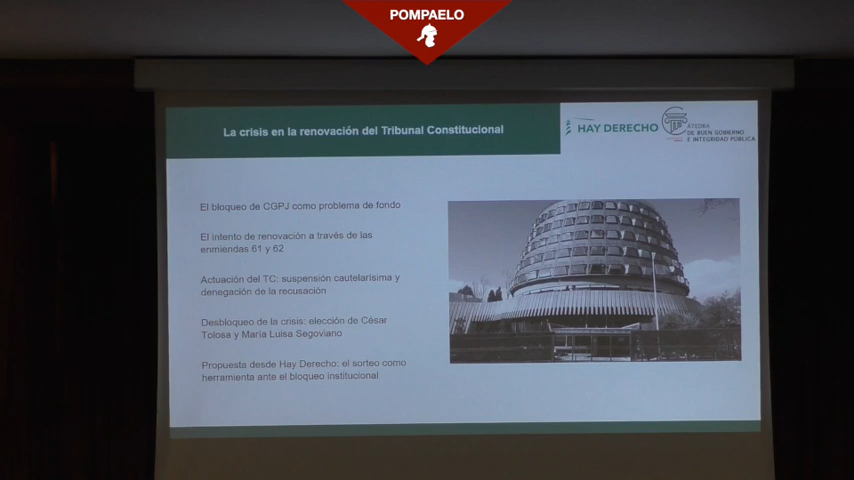 POMPAELO
La crisis en la renovación del Tribunal Constitucional
HAY DERECHO
CÁTEDRA
DE BUEN GOBIERNO
E INTEGRIDAD PÚBLICA
El bloqueo de CGPJ como problema de fondo
El intento de renovación a través de las
enmiendas 61 y 62
Actuación del TC: suspensión cautelarísima y
denegación de la recusación
Desbloqueo de la crisis: elección de César
Tolosa y María Luisa Segoviano
Propuesta desde Hay Derecho: el sorteo como
herramienta ante el bloqueo institucional